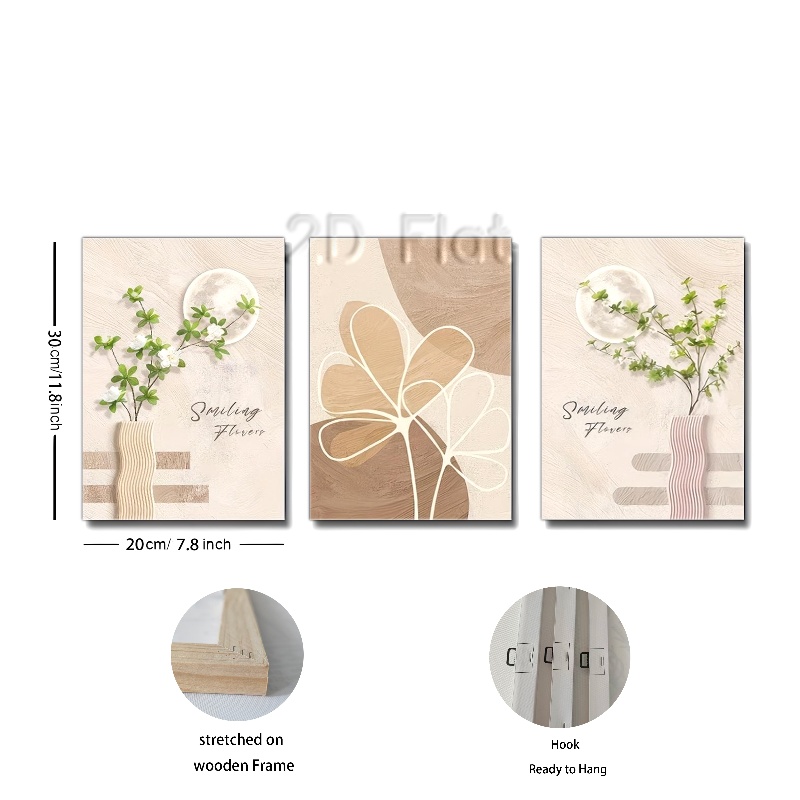 2D Flat
30cm/11.8inch
Smiling
Flowers
Smiling
Flowers
20cm/ 7.8 inch
stretched on
wooden Frame
Hook
Ready to Hang